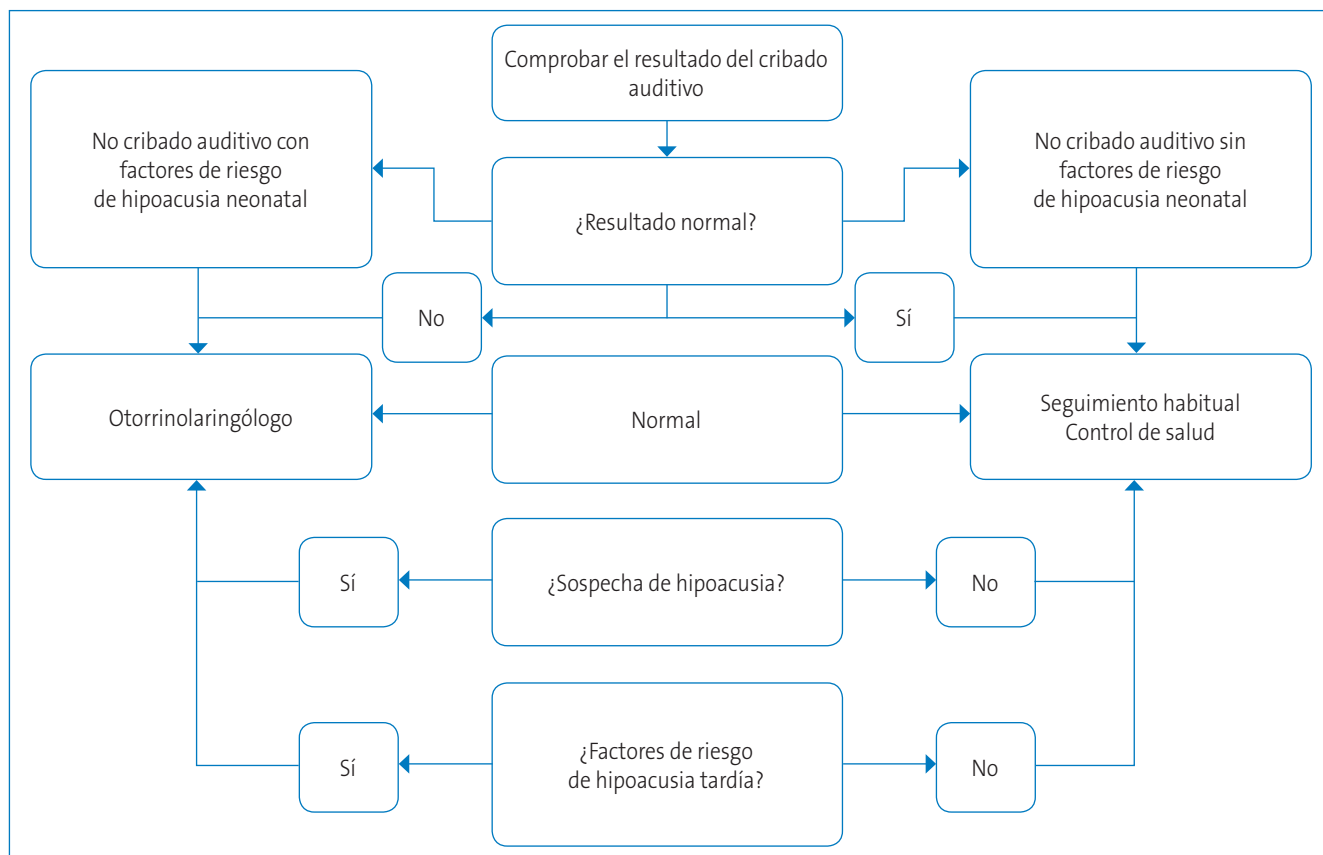 Comprobar el resultado del cribado
auditivo
No cribado auditivo con
factores de riesgo
de hipoacusia neonatal
¿Resultado normal?
No cribado auditivo sin
factores de riesgo
de hipoacusia neonatal
No
Sí
Otorrinolaringólogo
Normal
Seguimiento habitual
Control de salud
Sí
¿Sospecha de hipoacusia?
No
Sí
¿Factores de riesgo
de hipoacusia tardía?
No